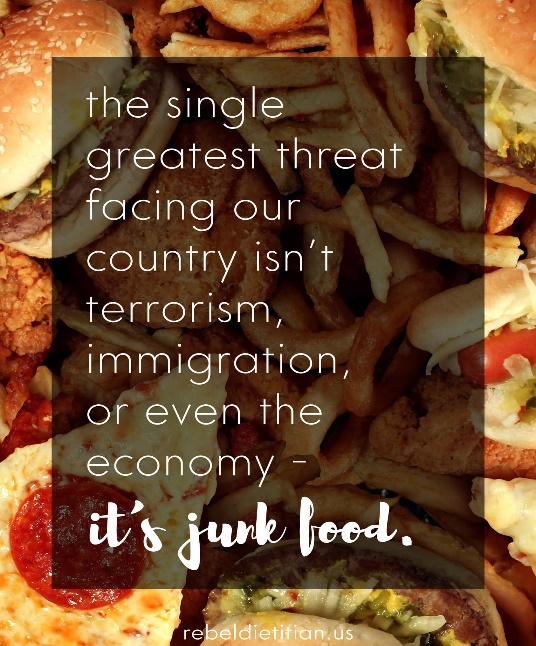 the single
greatest threat
facing our
country isn't
terrorism,
immigration,
or even the
economy -
it's junk food.
rebeldietitian.us